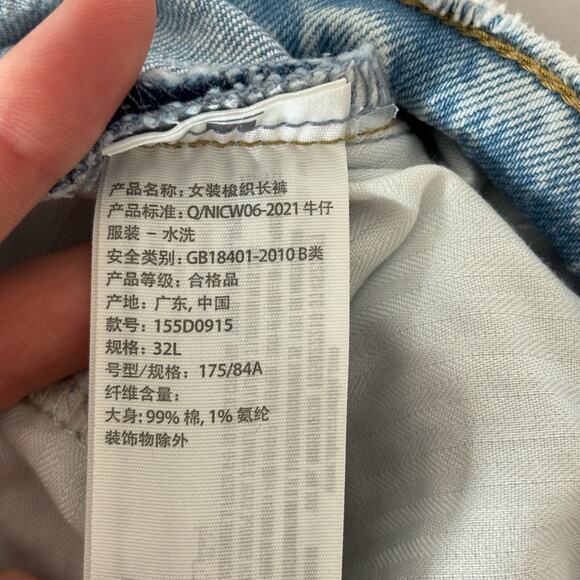 产品名称: 女装梭织长裤
产品标准: Q/NICW06-2021 牛仔
服装 - 水洗
安全类别: GB18401-2010 B类
产品等级: 合格品
产地: 广东, 中国
款号: 155D0915
规格: 32L
号型/规格: 175/84A
纤维含量:
大身: 99% 棉, 1% 氨纶
装饰物除外